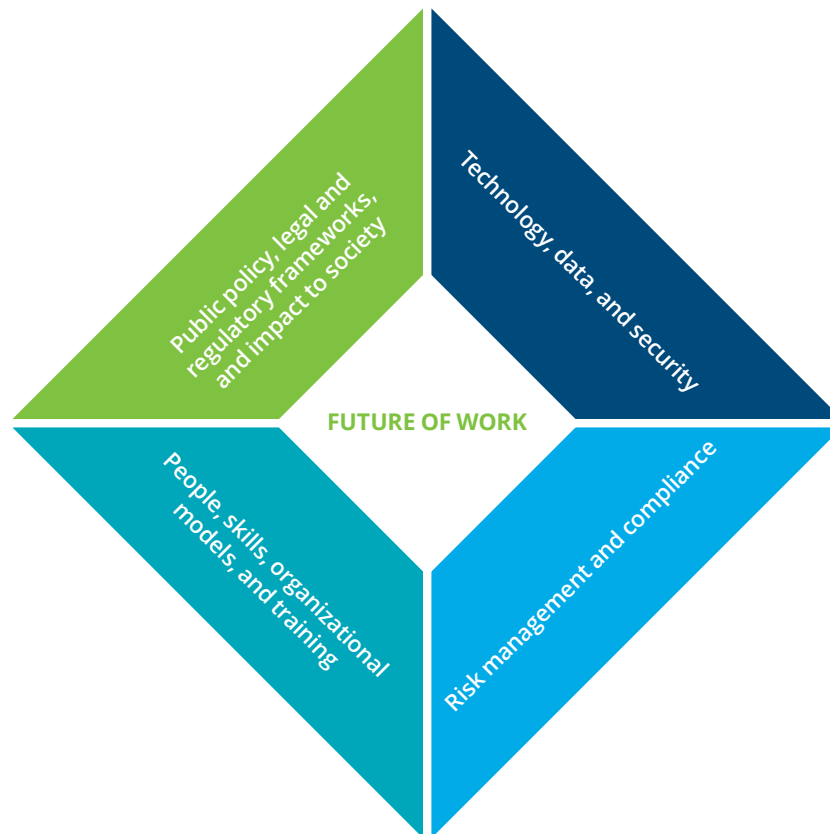 Public policy, legal and
regulatory frameworks,
and impact to society
Technology, data, and security
FUTURE OF WORK
People, skills, organizational
models, and training
Risk management and compliance